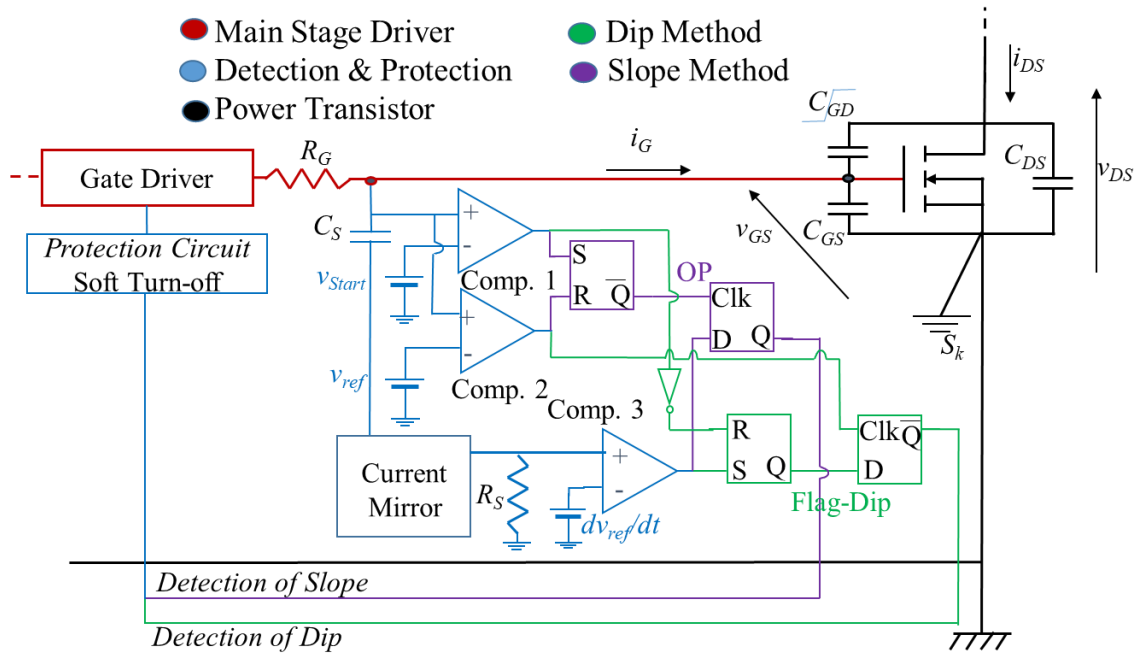 Main Stage Driver
Dip Method
Detection & Protection
Slope Method
Power Transistor
i_DS
C_GD
R_G
i_G
C_DS
v_DS
Gate Driver
C_S
v_GS
C_GS
+
-
Protection Circuit
Soft Turn-off
S
OP
v_Start
Comp. 1
R
Q̅
Clk
+
-
D
Q
S_k
v_ref
Comp. 2
Comp. 3
R
Clk
Q̅
+
Current
Mirror
R_S
-
S
Q
D
Flag-Dip
dv_ref/dt
Detection of Slope
Detection of Dip